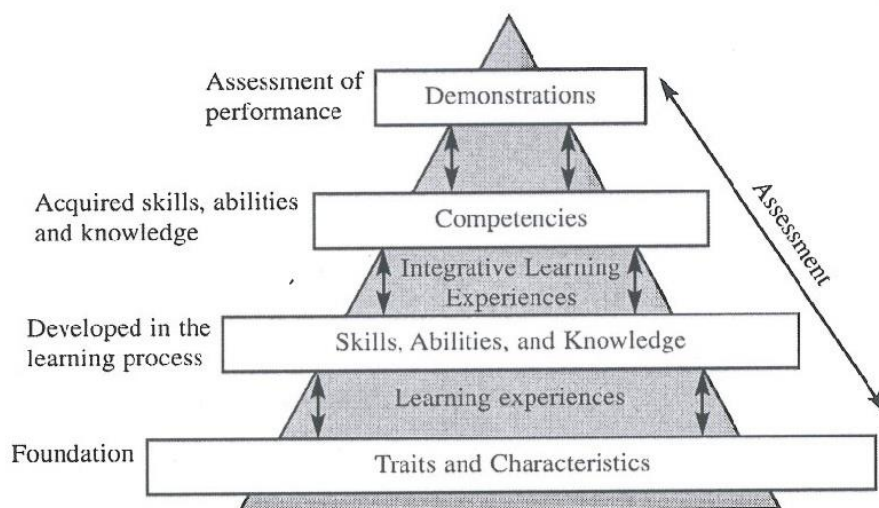 Assessment of
performance
Demonstrations
Acquired skills, abilities
and knowledge
Competencies
Assessment
Integrative Learning
Experiences
Developed in the
learning process
Skills, Abilities, and Knowledge
Learning experiences
Foundation
Traits and Characteristics